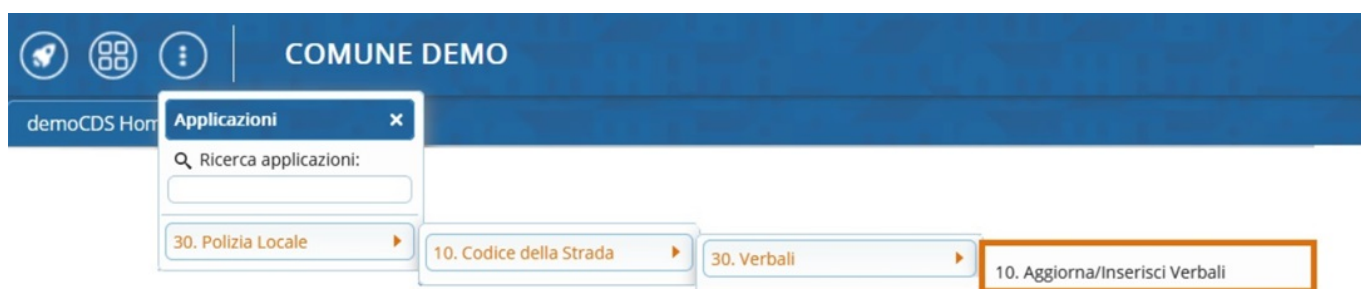 COMUNE DEMO
demoCDS Hom
Applicazioni
Ricerca applicazioni:
30. Polizia Locale
10. Codice della Strada
30. Verbali
10. Aggiorna/Inserisci Verbali